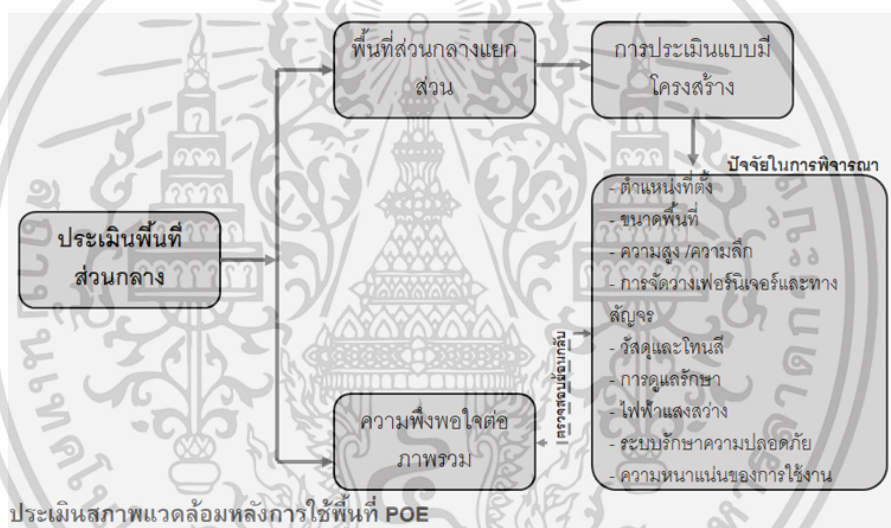 พื้นที่ส่วนกลางแยก
ส่วน
การประเมินแบบมี
โครงสร้าง
ประเมินพื้นที่
ส่วนกลาง
ปัจจัยในการพิจารณา
- ตำแหน่งที่ตั้ง
- ขนาดพื้นที่
- ความสูง /ความลึก
- การจัดวางเฟอร์นิเจอร์และทาง
สัญจร
- วัสดุและโทนสี
- การดูแลรักษา
- ไฟฟ้าแสงสว่าง
- ระบบรักษาความปลอดภัย
- ความหนาแน่นของการใช้งาน
ตรวจสอบย้อนกลับ
ความพึงพอใจต่อ
ภาพรวม
ประเมินสภาพแวดล้อมหลังการใช้พื้นที่ POE